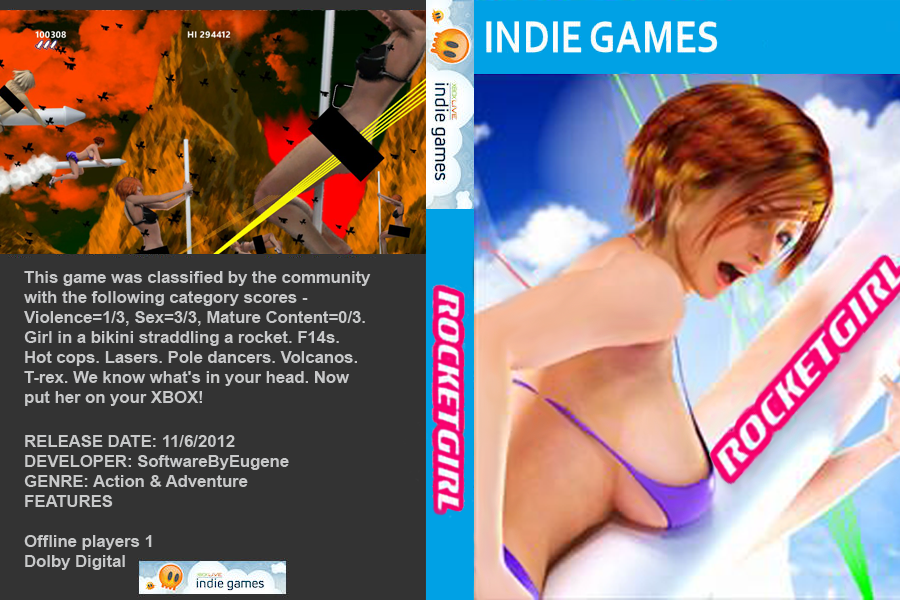 100308
HI 294412
This game was classified by the community
with the following category scores -
Violence=1/3, Sex=3/3, Mature Content=0/3.
Girl in a bikini straddling a rocket. F14s.
Hot cops. Lasers. Pole dancers. Volcanos.
T-rex. We know what's in your head. Now
put her on your XBOX!
RELEASE DATE: 11/6/2012
DEVELOPER: SoftwareByEugene
GENRE: Action & Adventure
FEATURES
Offline players 1
Dolby Digital
XBOX LIVE
indie games
XBOX LIVE
indie games
ROCKETGIRL
INDIE GAMES
ROCKETGIRL